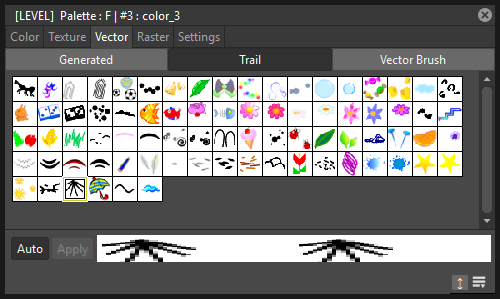 [LEVEL] Palette : F | #3 : color_3
Color Texture Vector Raster Settings
Generated Trail Vector Brush
Auto Apply